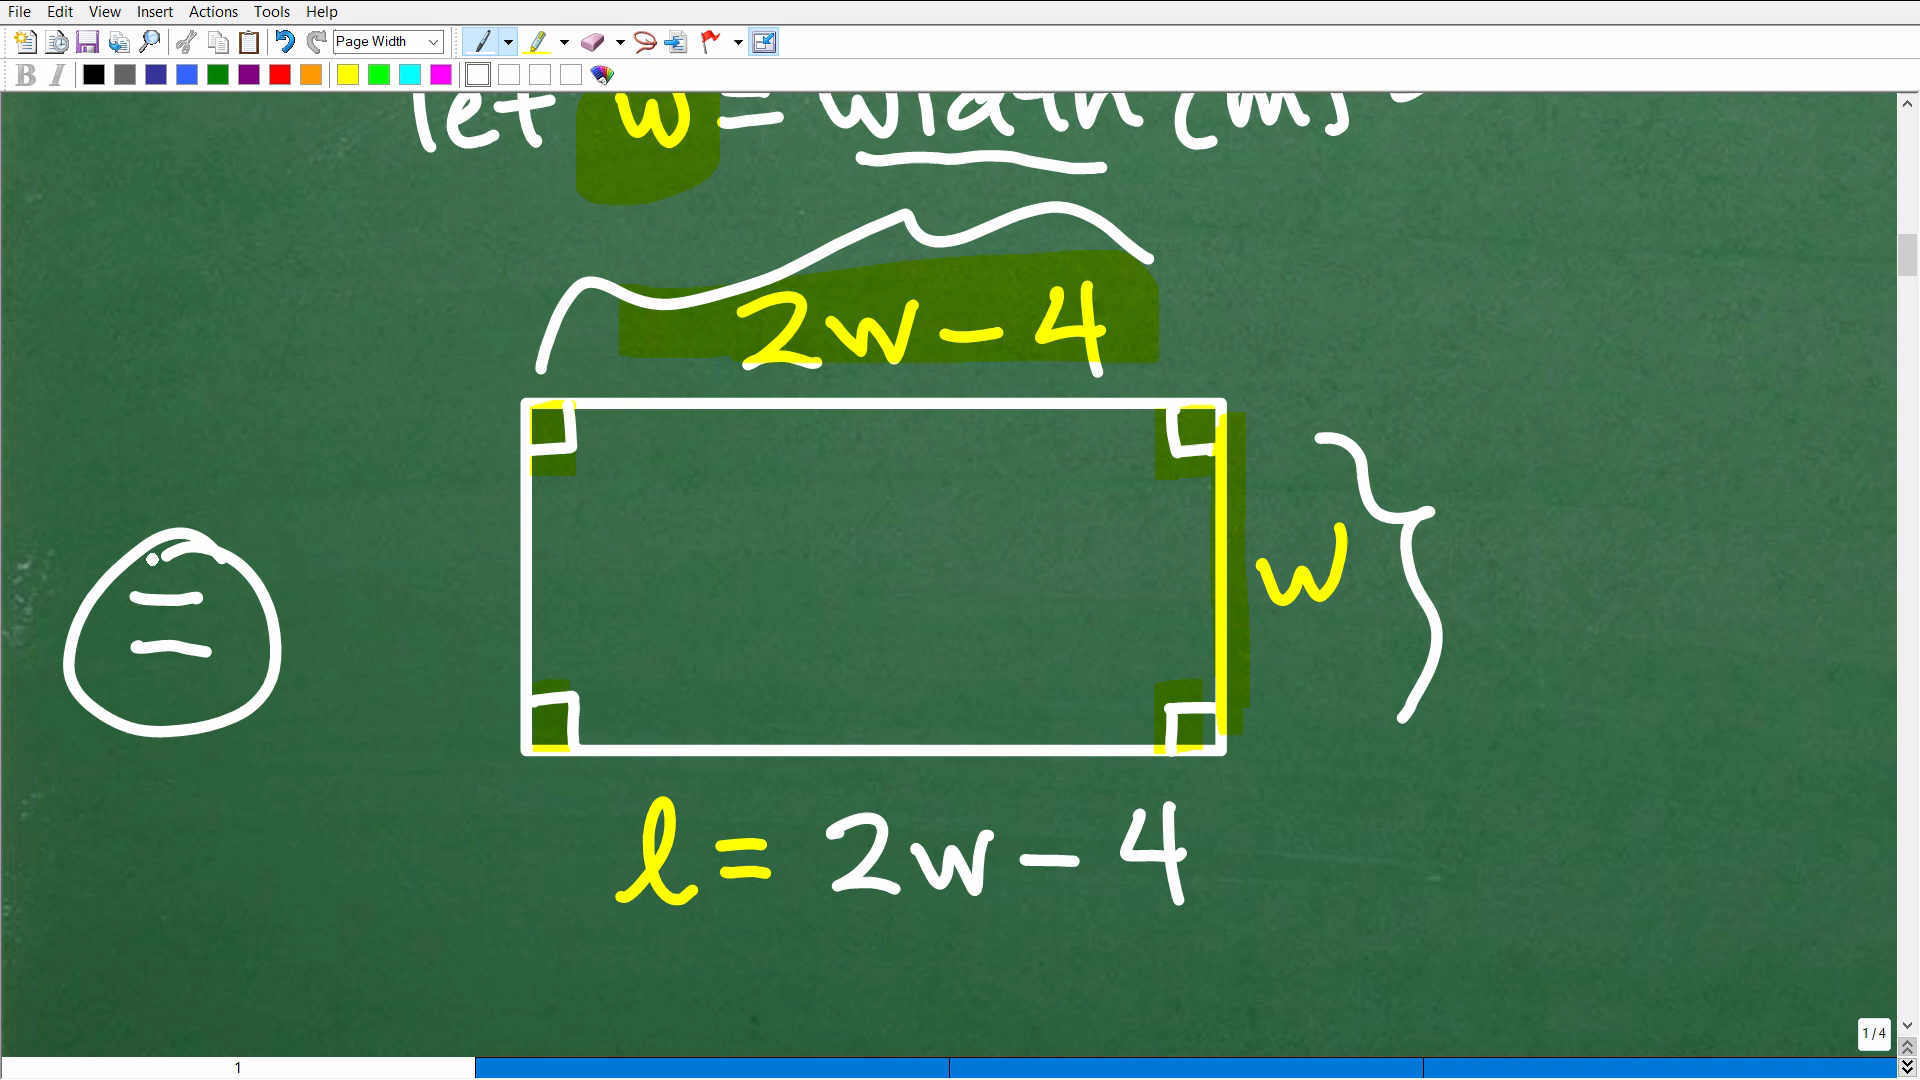 File Edit View Insert Actions Tools Help
Page Width
B I
let w = width (m)
2w - 4
w
l = 2w - 4
1 / 4
1